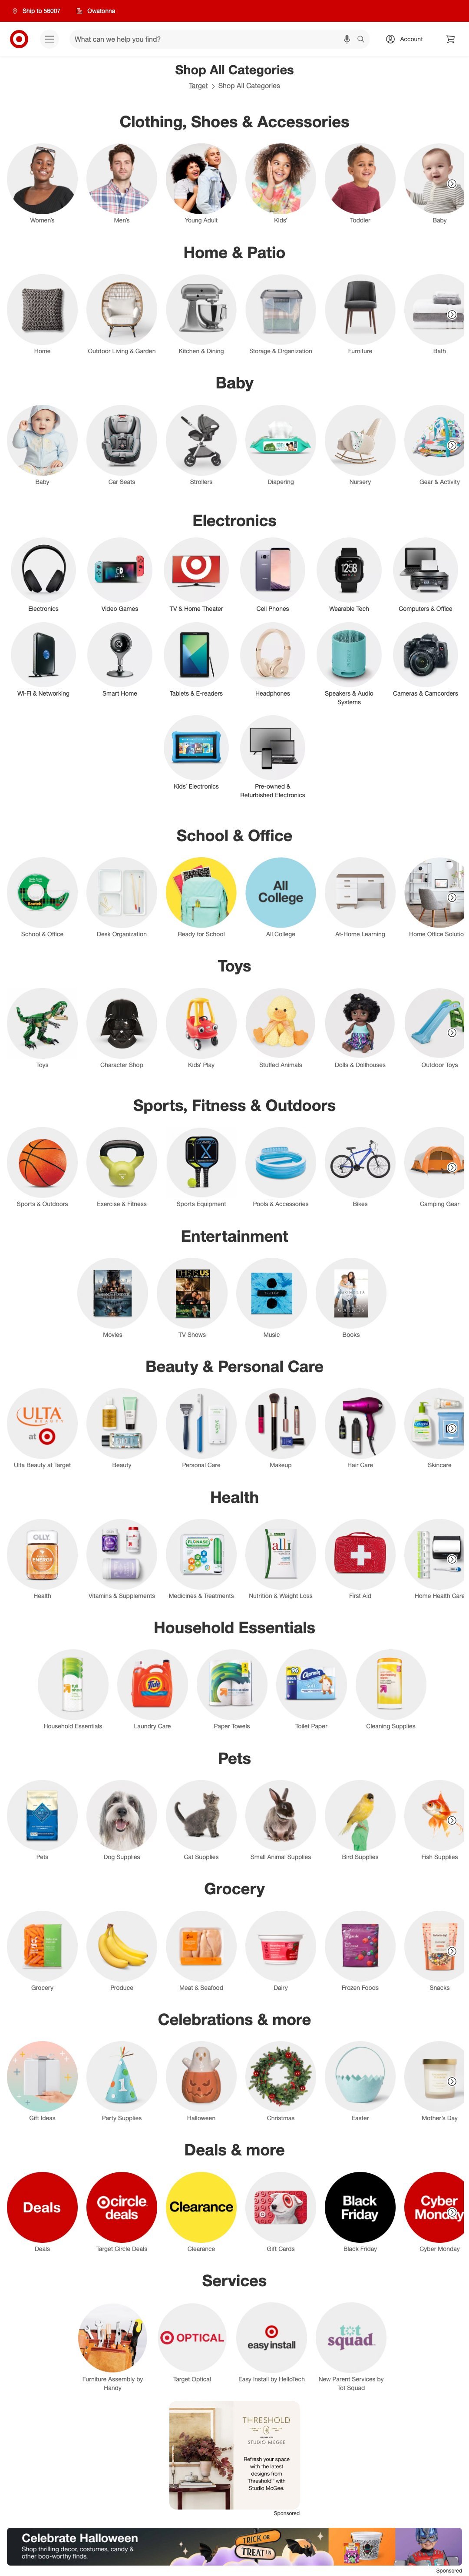 Ship to 56007
Owatonna
What can we help you find?
Account
Shop All Categories
Target > Shop All Categories
Clothing, Shoes & Accessories
Women's
Men's
Young Adult
Kids'
Toddler
Baby
Home & Patio
Home
Outdoor Living & Garden
Kitchen & Dining
Storage & Organization
Furniture
Bath
Baby
Baby
Car Seats
Strollers
Diapering
Nursery
Gear & Activity
Electronics
Electronics
Video Games
TV & Home Theater
Cell Phones
Wearable Tech
Computers & Office
Wi-Fi & Networking
Smart Home
Tablets & E-readers
Headphones
Speakers & Audio
Systems
Cameras & Camcorders
Kids' Electronics
Pre-owned &
Refurbished Electronics
School & Office
All
College
School & Office
Desk Organization
Ready for School
All College
At-Home Learning
Home Office Solutio
Toys
Toys
Character Shop
Kids' Play
Stuffed Animals
Dolls & Dollhouses
Outdoor Toys
Sports, Fitness & Outdoors
Sports & Outdoors
Exercise & Fitness
Sports Equipment
Pools & Accessories
Bikes
Camping Gear
Entertainment
THIS IS US
Movies
TV Shows
Music
Books
Beauty & Personal Care
ULTA
BEAUTY
at
Ulta Beauty at Target
Beauty
Personal Care
Makeup
Hair Care
Skincare
Health
OLLY
ENERGY
FLONASE
alli
Health
Vitamins & Supplements
Medicines & Treatments
Nutrition & Weight Loss
First Aid
Home Health Care
Household Essentials
Tide
Charmin
Household Essentials
Laundry Care
Paper Towels
Toilet Paper
Cleaning Supplies
Pets
Pets
Dog Supplies
Cat Supplies
Small Animal Supplies
Bird Supplies
Fish Supplies
Grocery
Grocery
Produce
Meat & Seafood
Dairy
Frozen Foods
Snacks
Celebrations & more
1
Gift Ideas
Party Supplies
Halloween
Christmas
Easter
Mother's Day
Deals & more
Deals
circle
deals
Clearance
Black
Friday
Cyber
Monday
Deals
Target Circle Deals
Clearance
Gift Cards
Black Friday
Cyber Monday
Services
OPTICAL
easy install
tot
squad
Furniture Assembly by
Handy
Target Optical
Easy Install by HelloTech
New Parent Services by
Tot Squad
THRESHOLD
STUDIO MCGEE
Refresh your space
with the latest
designs from
Threshold™ with
Studio McGee.
Sponsored
Celebrate Halloween
Shop thrilling decor, costumes, candy &
other boo-worthy finds.
TRICK OR
TREAT
Sponsored